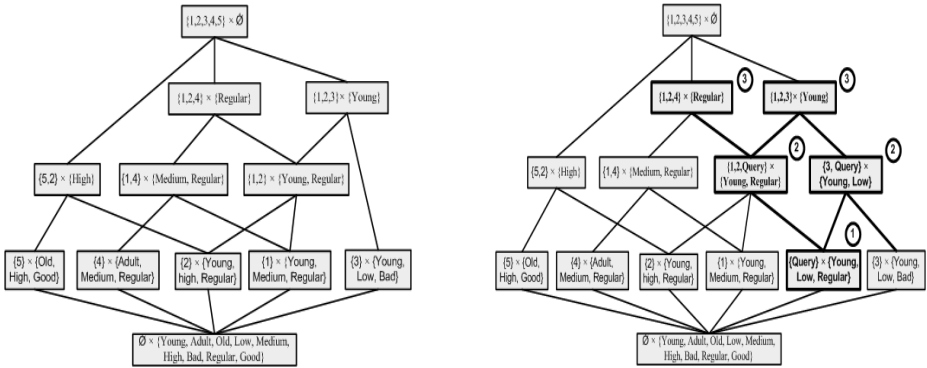 {1,2,3,4,5} × Ø
{1,2,4} × {Regular}
{1,2,3} × {Young}
{5,2} × {High}
{1,4} × {Medium, Regular}
{1,2} × {Young, Regular}
{5} × {Old,
High, Good}
{4} × {Adult,
Medium, Regular}
{2} × {Young,
high, Regular}
{1} × {Young,
Medium, Regular}
{3} × {Young,
Low, Bad}
Ø × {Young, Adult, Old, Low, Medium,
High, Bad, Regular, Good}
{1,2,3,4,5} × Ø
{1,2,4} × {Regular}
3
{1,2,3}× {Young}
3
{5,2} × {High}
{1,4} × {Medium, Regular}
{1,2,Query} ×
{Young, Regular}
2
{3, Query} ×
{Young, Low}
2
{5} × {Old,
High, Good}
{4} × {Adult,
Medium, Regular}
{2} × {Young,
high, Regular}
{1} × {Young,
Medium, Regular}
{Query} × {Young,
Low, Regular}
1
{3} × {Young,
Low, Bad}
Ø × {Young, Adult, Old, Low, Medium,
High, Bad, Regular, Good}